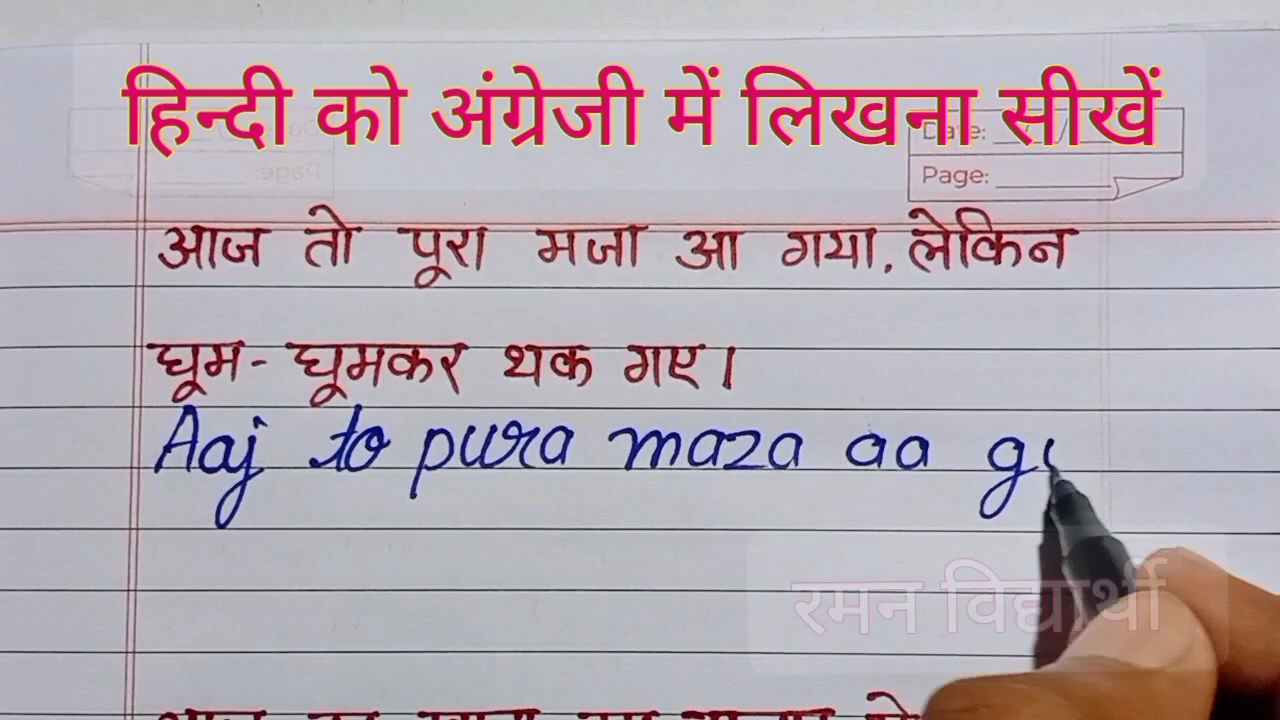 हिन्दी को अंग्रेजी में लिखना सीखें
Date:
Page:
आज तो पूरा मजा आ गया, लेकिन
घूम-घूमकर थक गए।
Aaj to pura maza aa g
रमन विद्यार्थी